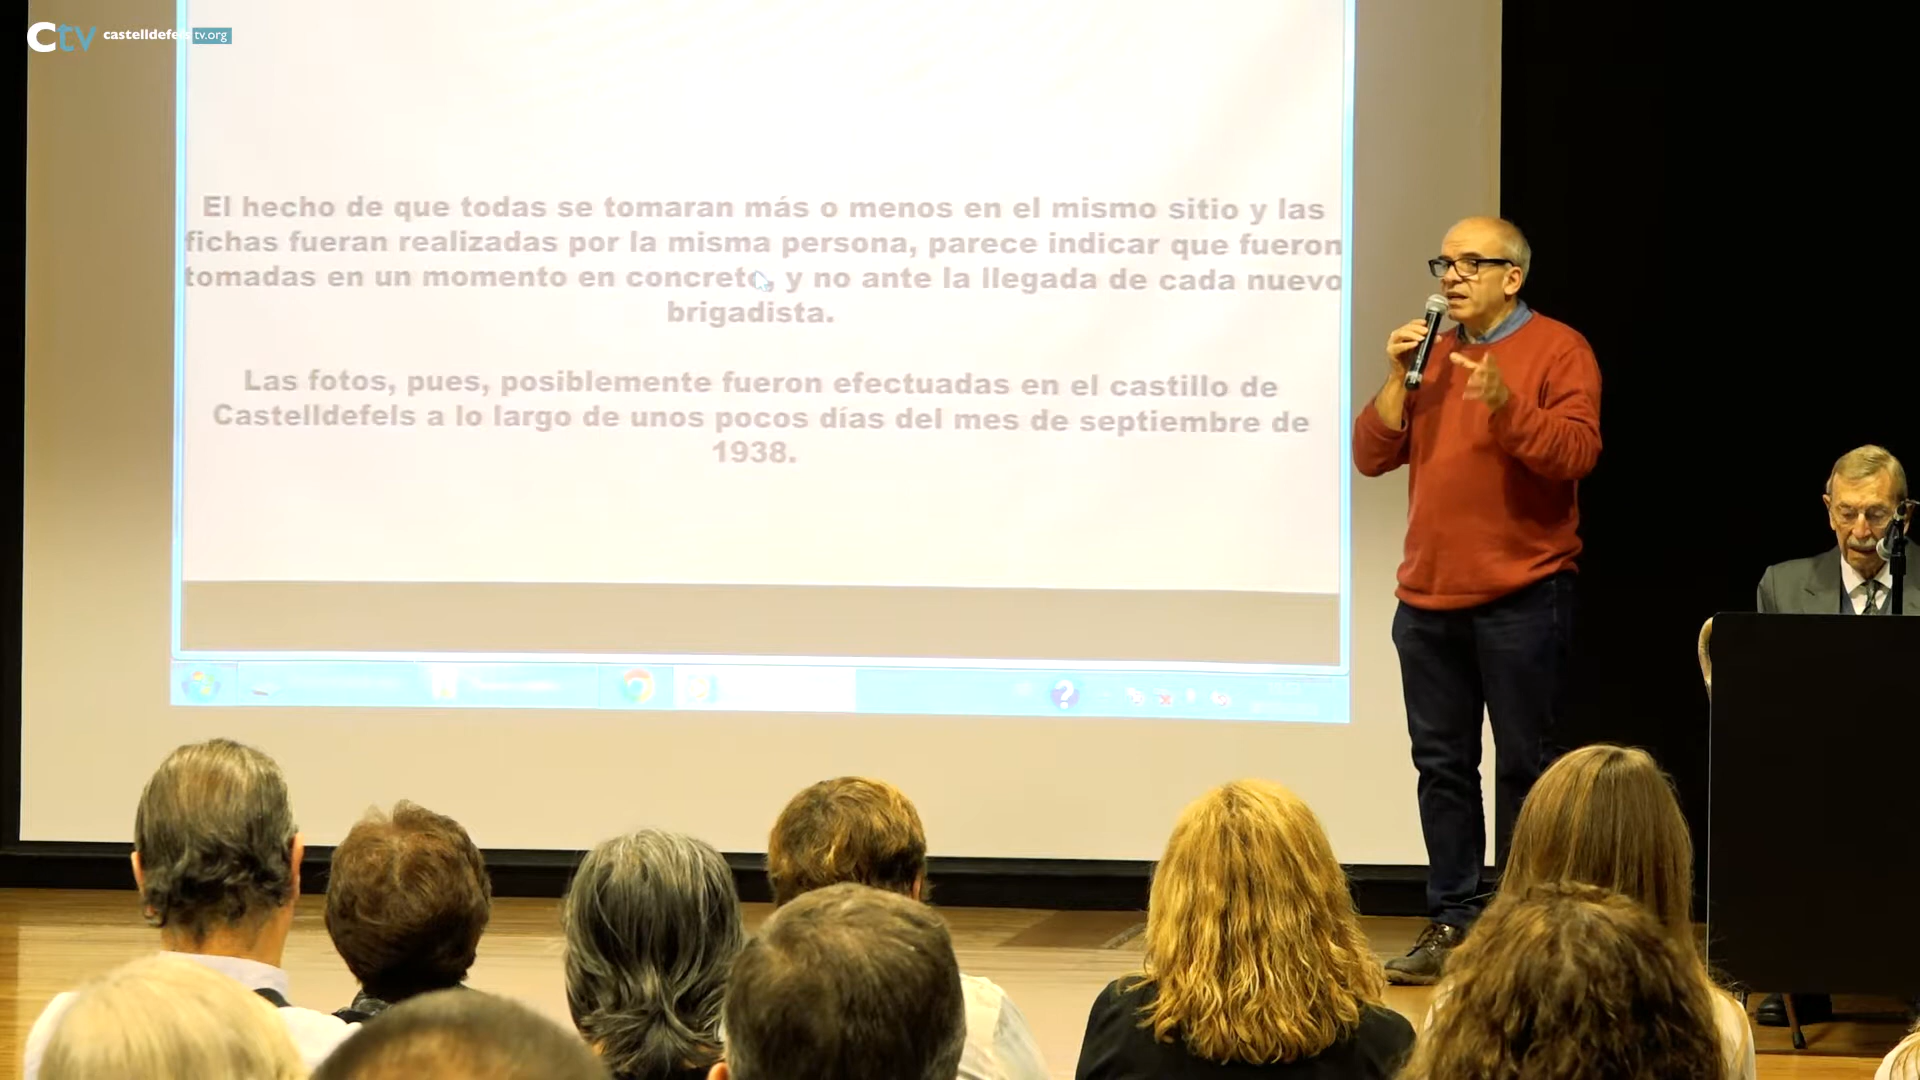 Ctv castelldefels tv.org
El hecho de que todas se tomaran más o menos en el mismo sitio y las
fichas fueran realizadas por la misma persona, parece indicar que fueron
tomadas en un momento en concreto, y no ante la llegada de cada nuevo
brigadista.
Las fotos, pues, posiblemente fueron efectuadas en el castillo de
Castelldefels a lo largo de unos pocos días del mes de septiembre de
1938.
?